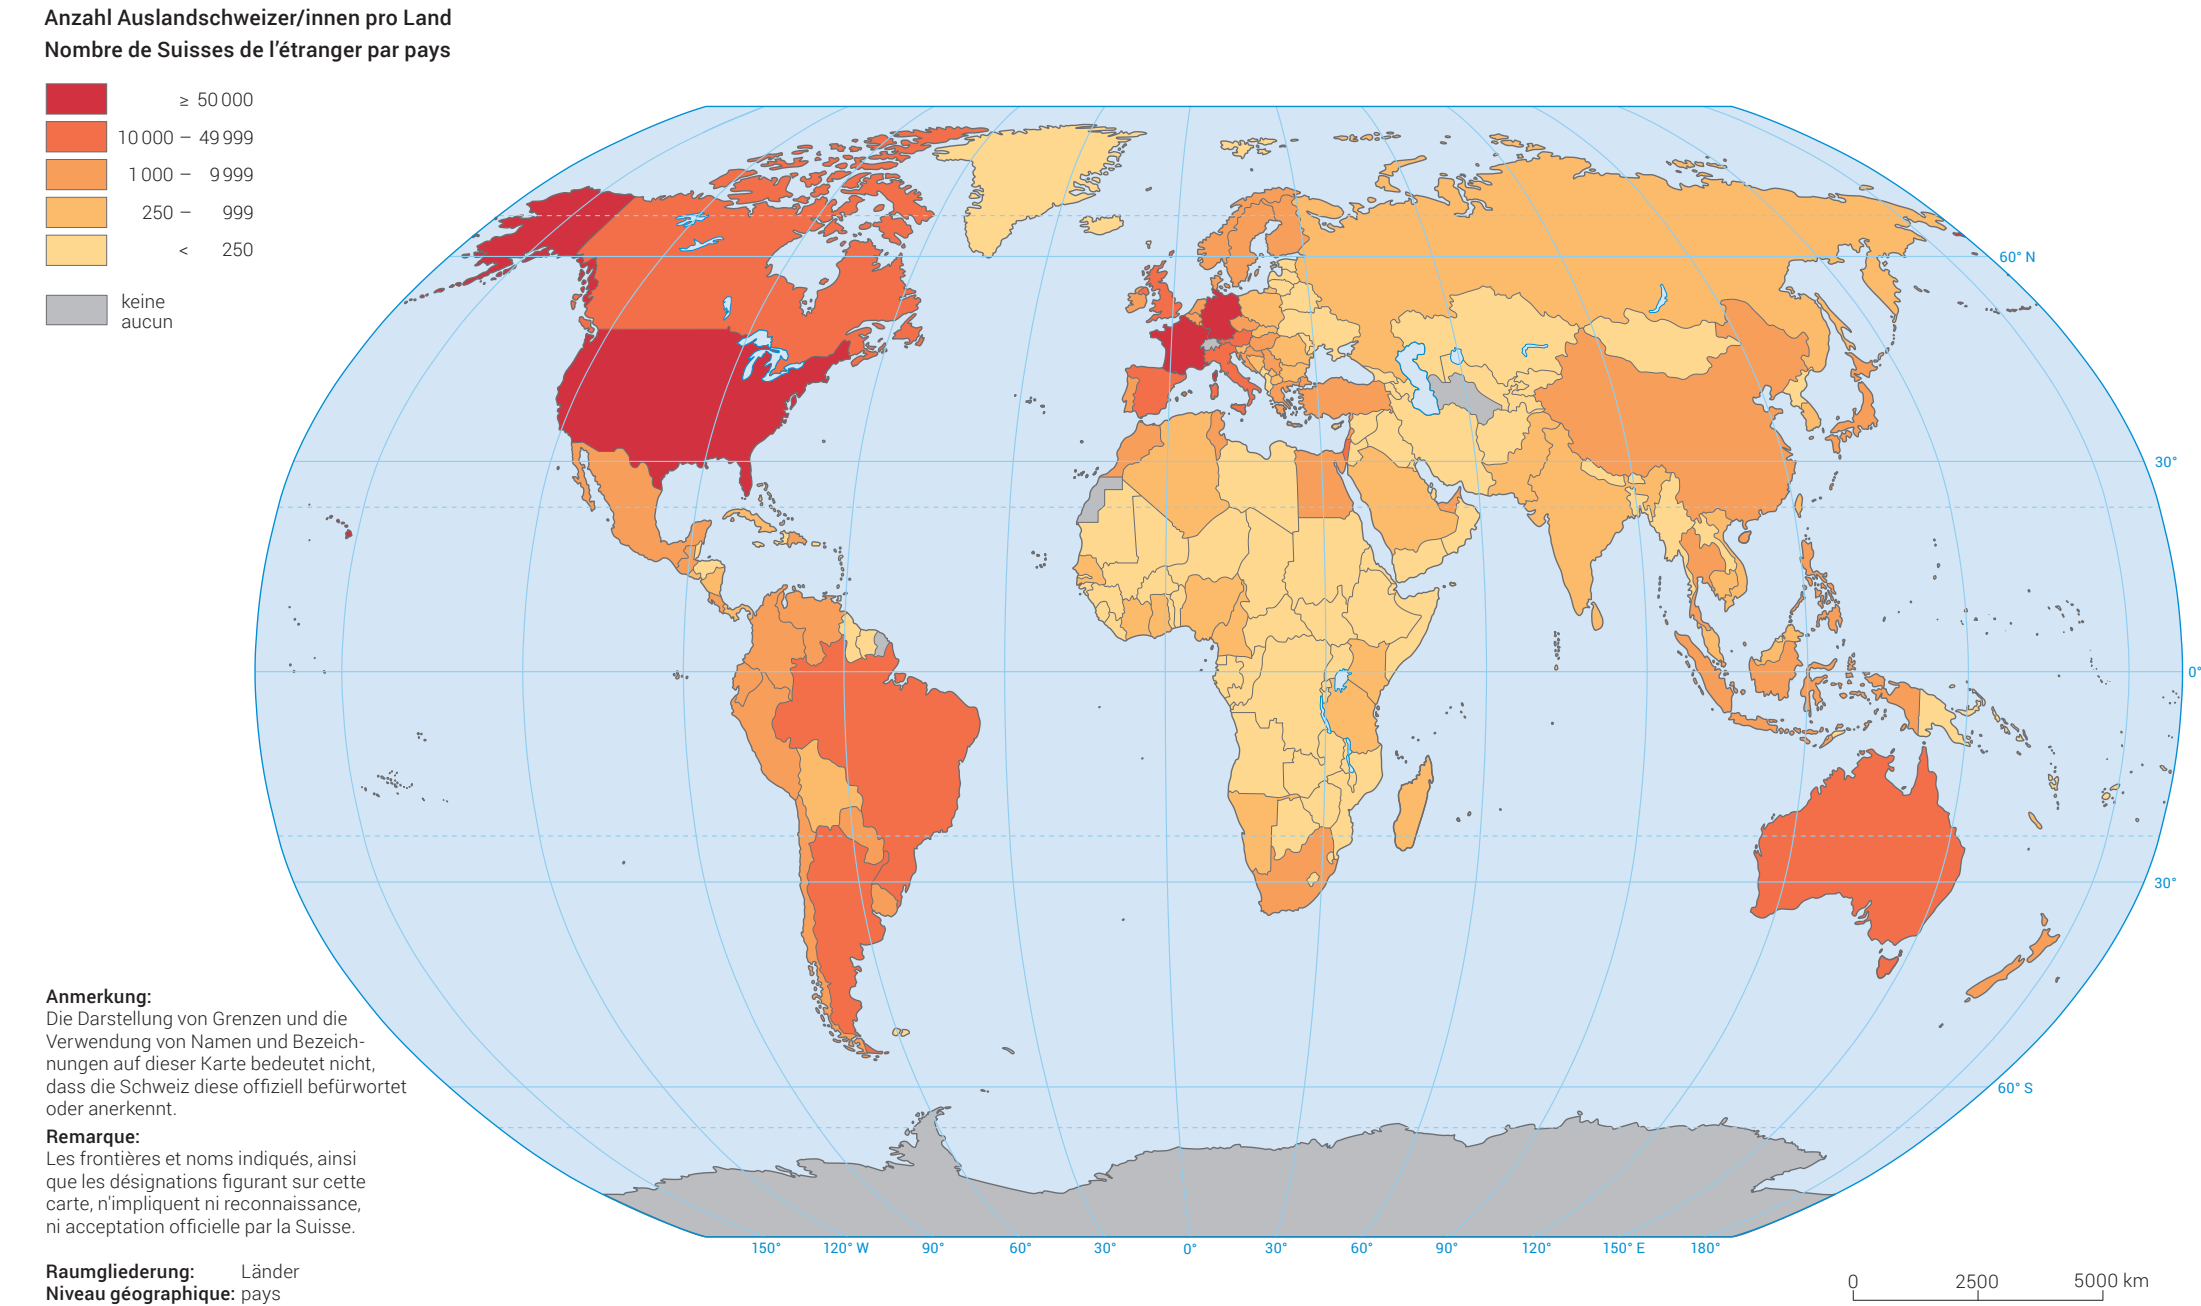 Anzahl Auslandschweizer/innen pro Land
Nombre de Suisses de l'étranger par pays
≥ 50 000
10 000 – 49 999
1 000 – 9 999
250 – 999
< 250
keine
aucun
60° N
30°
0°
30°
60° S
Anmerkung:
Die Darstellung von Grenzen und die
Verwendung von Namen und Bezeich-
nungen auf dieser Karte bedeutet nicht,
dass die Schweiz diese offiziell befürwortet
oder anerkennt.
Remarque:
Les frontières et noms indiqués, ainsi
que les désignations figurant sur cette
carte, n'impliquent ni reconnaissance,
ni acceptation officielle par la Suisse.
150° 120° W 90° 60° 30° 0° 30° 60° 90° 120° 150° E 180°
Raumgliederung: Länder
Niveau géographique: pays
0 2500 5000 km